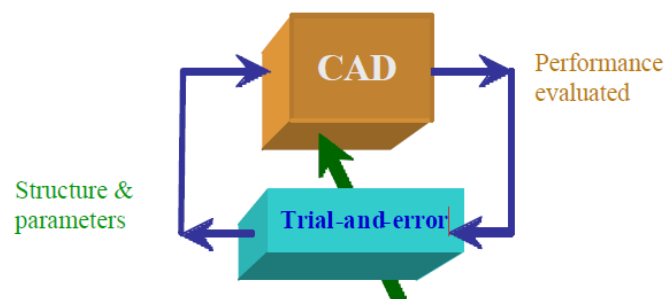 CAD
Performance
evaluated
Structure &
parameters
Trial-and-error